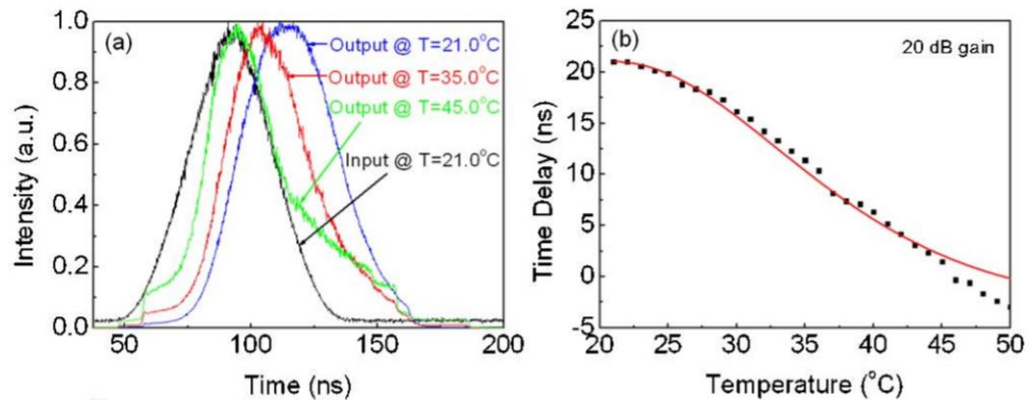 (a)
Output @ T=21.0°C
Output @ T=35.0°C
Output @ T=45.0°C
Input @ T=21.0°C
Intensity (a.u.)
1.0
0.8
0.6
0.4
0.2
0.0
50 100 150 200
Time (ns)
(b)
20 dB gain
Time Delay (ns)
25
20
15
10
5
0
-5
20 25 30 35 40 45 50
Temperature (°C)